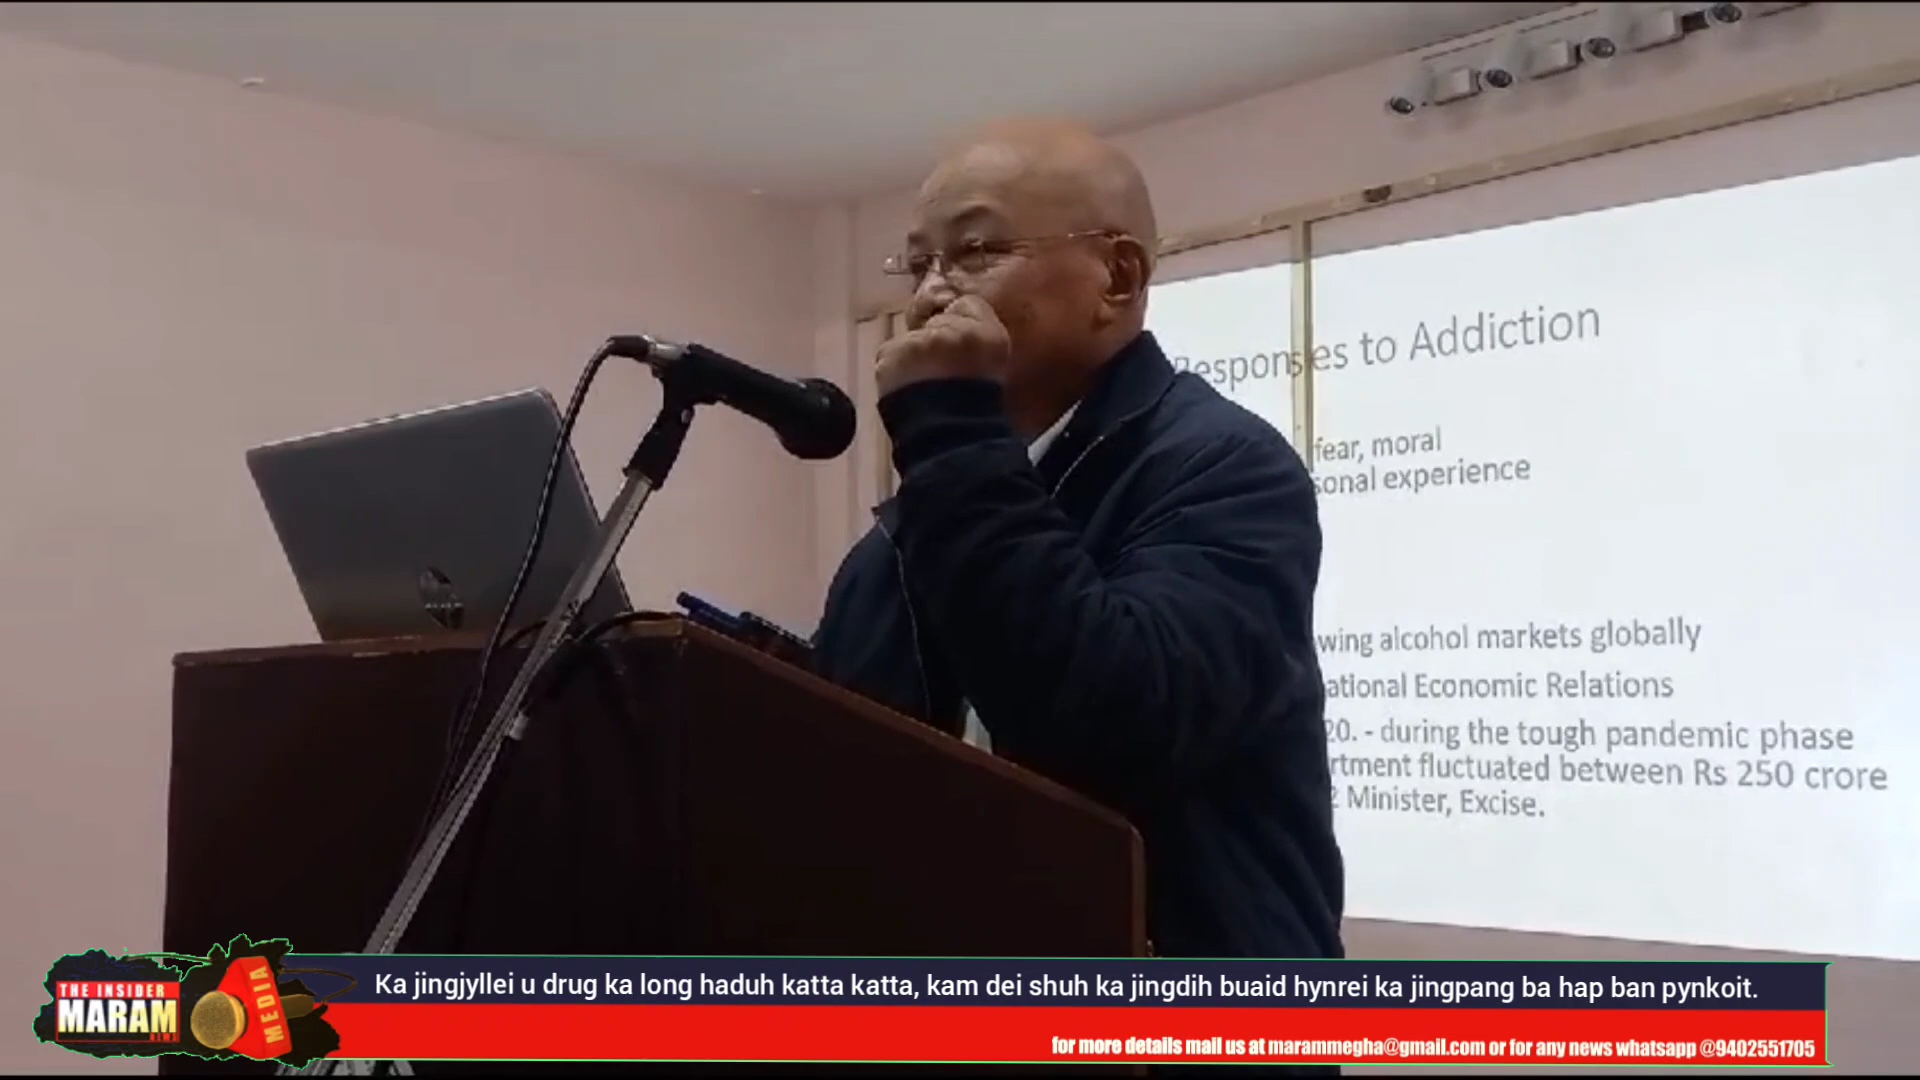 Responses to Addiction
fear, moral
sonal experience
wing alcohol markets globally
ational Economic Relations
20. - during the tough pandemic phase
rtment fluctuated between Rs 250 crore
2 Minister, Excise.
THE INSIDER
MARAM
NEWS
MEDIA
Ka jingjyllei u drug ka long haduh katta katta, kam dei shuh ka jingdih buaid hynrei ka jingpang ba hap ban pynkoit.
for more details mail us at marammegha@gmail.com or for any news whatsapp @9402551705